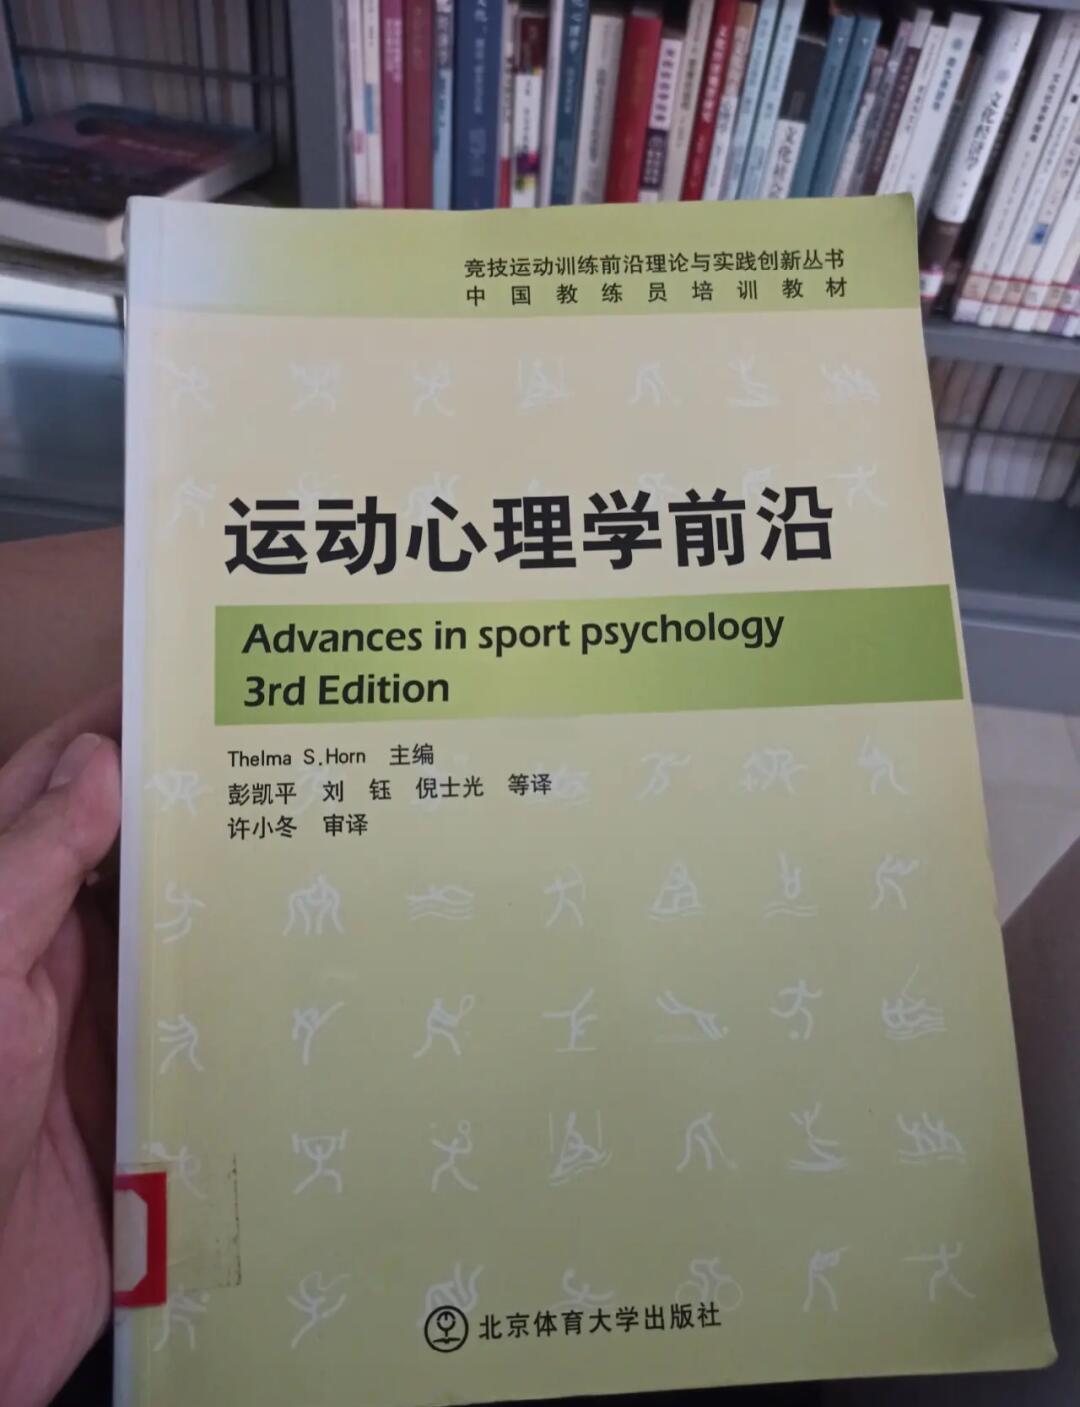 竞技运动训练前沿理论与实践创新丛书
中国教练员培训教材
运动心理学前沿
Advances in sport psychology
3rd Edition
Thelma S.Horn 主编
彭凯平 刘钰 倪士光 等译
许小冬 审译
北京体育大学出版社